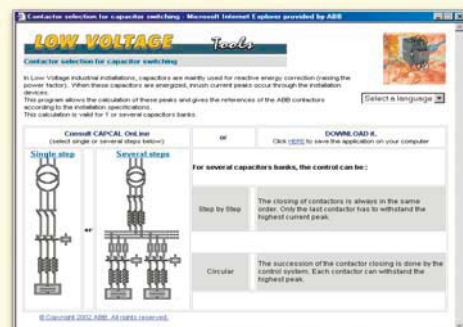 Contactor selection for capacitor switching - Microsoft Internet Explorer provided by ABB
LOW VOLTAGE Tools
Contactor selection for capacitor switching
In Low Voltage industrial installations, capacitors are mainly used for reactive energy correction (raising the
power factor). When these capacitors are energized, inrush current peaks occur through the installation
devices.
This program allows the calculation of these peaks and gives the references of the ABB contactors
according to the installation specifications.
This calculation is valid for 1 or several capacitors banks.
Select a language
Consult CAPCAL OnLine
(select single or several steps below)
or
DOWNLOAD it.
Click HERE to save the application on your computer
Single step
Several steps
or
For several capacitors banks, the control can be :
Step by Step
The closing of contactors is always in the same
order. Only the last contactor has to withstand the
highest current peak.
Circular
The succession of the contactor closing is done by the
control system. Each contactor can withstand the
highest peak.
© Copyright 2002 ABB. All rights reserved.